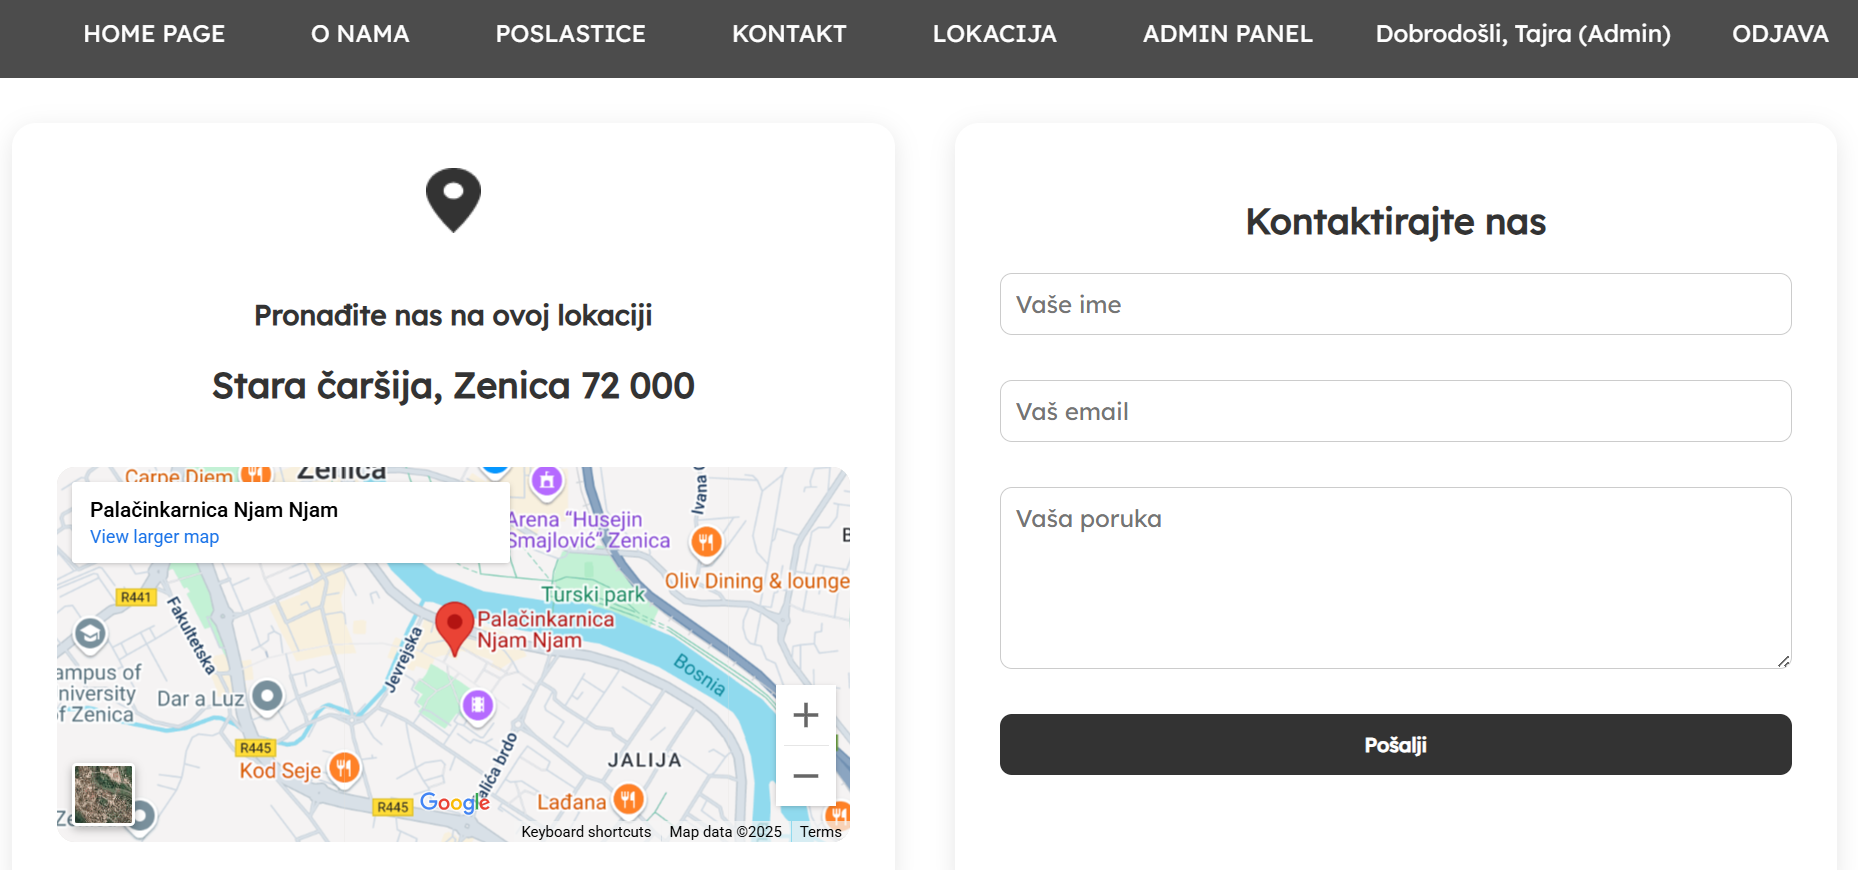 HOME PAGE O NAMA POSLASTICE KONTAKT LOKACIJA ADMIN PANEL Dobrodošli, Tajra (Admin) ODJAVA
Pronađite nas na ovoj lokaciji
Stara čaršija, Zenica 72 000
Zenica
Carpe Diem
Palačinkarnica Njam Njam
View larger map
Ivana
Arena “Husejin
Smajlović” Zenica
Oliv Dining & lounge
Turski park
R441
Fakultetska
Palačinkarnica
Njam Njam
Jevrejska
Bosnia
ampus of
niversity
of Zenica
Dar a Luz
R445
Kod Seje
JALIJA
alića brdo
R445
Google
Lađana
Keyboard shortcuts Map data ©2025 Terms
Kontaktirajte nas
Vaše ime
Vaš email
Vaša poruka
Pošalji